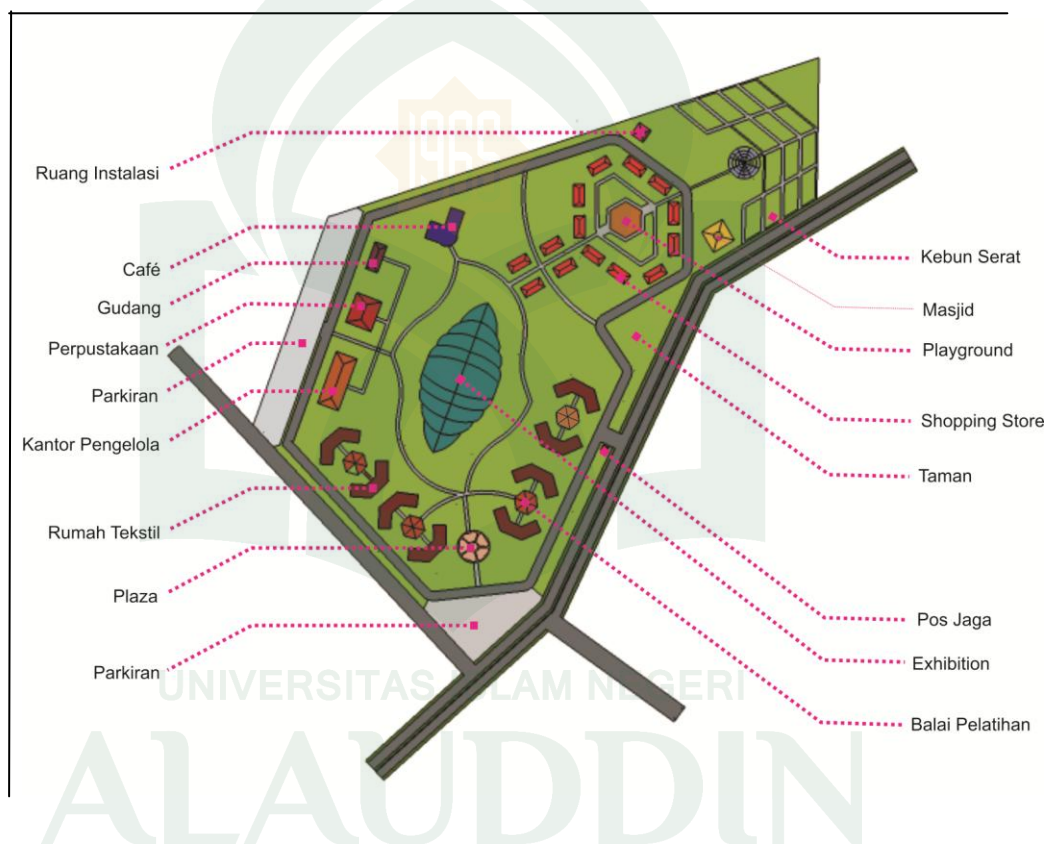 1965
Ruang Instalasi
Café
Gudang
Perpustakaan
Parkiran
Kantor Pengelola
Rumah Tekstil
Plaza
Parkiran
Kebun Serat
Masjid
Playground
Shopping Store
Taman
Pos Jaga
Exhibition
Balai Pelatihan
UNIVERSITAS ISLAM NEGERI
ALAUDDIN